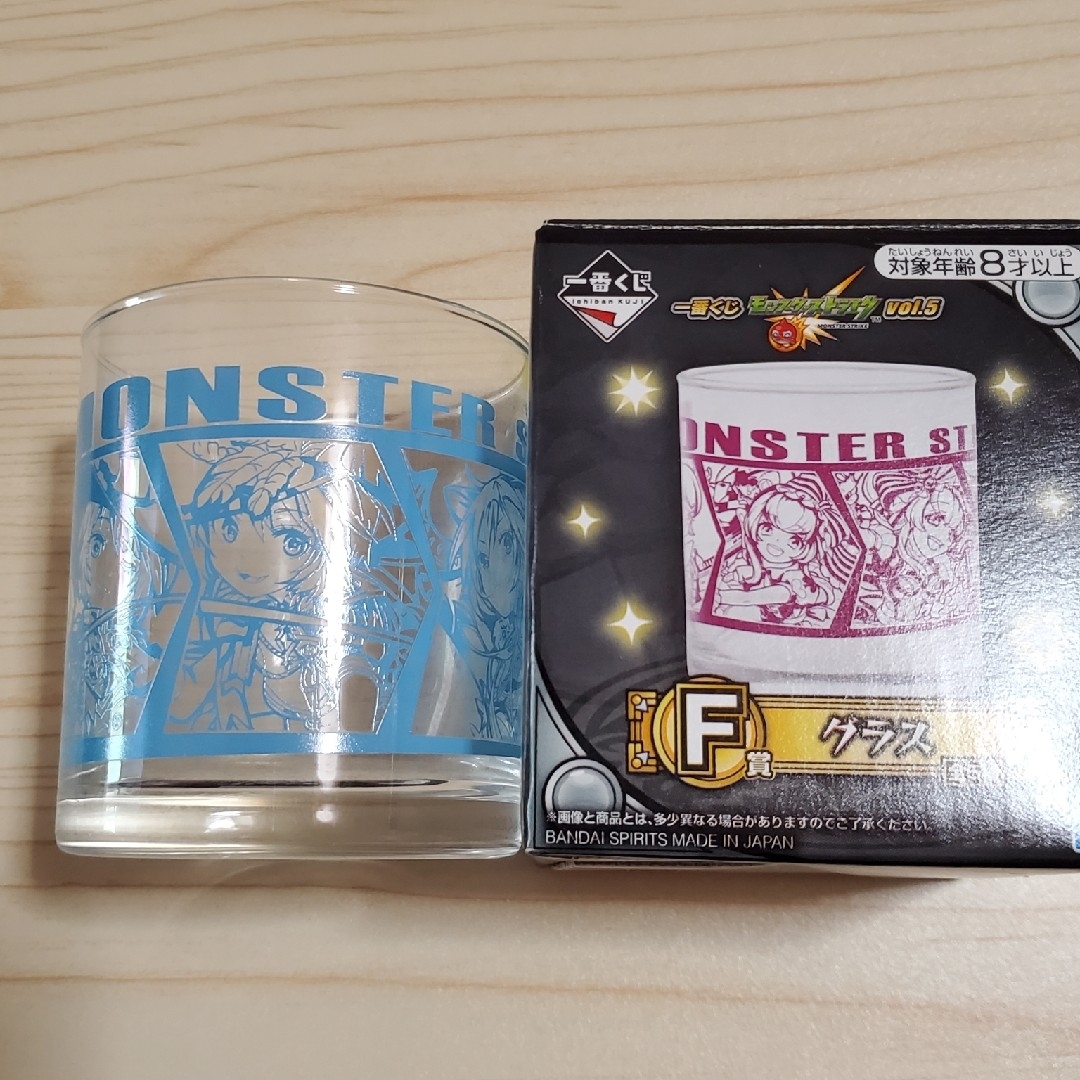 MONSTER S
たいしょうねんれい さい いじょう
対象年齢8才以上
一番くじ
Ichiban KUJI
一番くじ モンスターストライク vol.5
MONSTER STRIKE
ONSTER ST
F賞 グラス
※画像と商品とは、多少異なる場合がありますのでご了承ください。
BANDAI SPIRITS MADE IN JAPAN